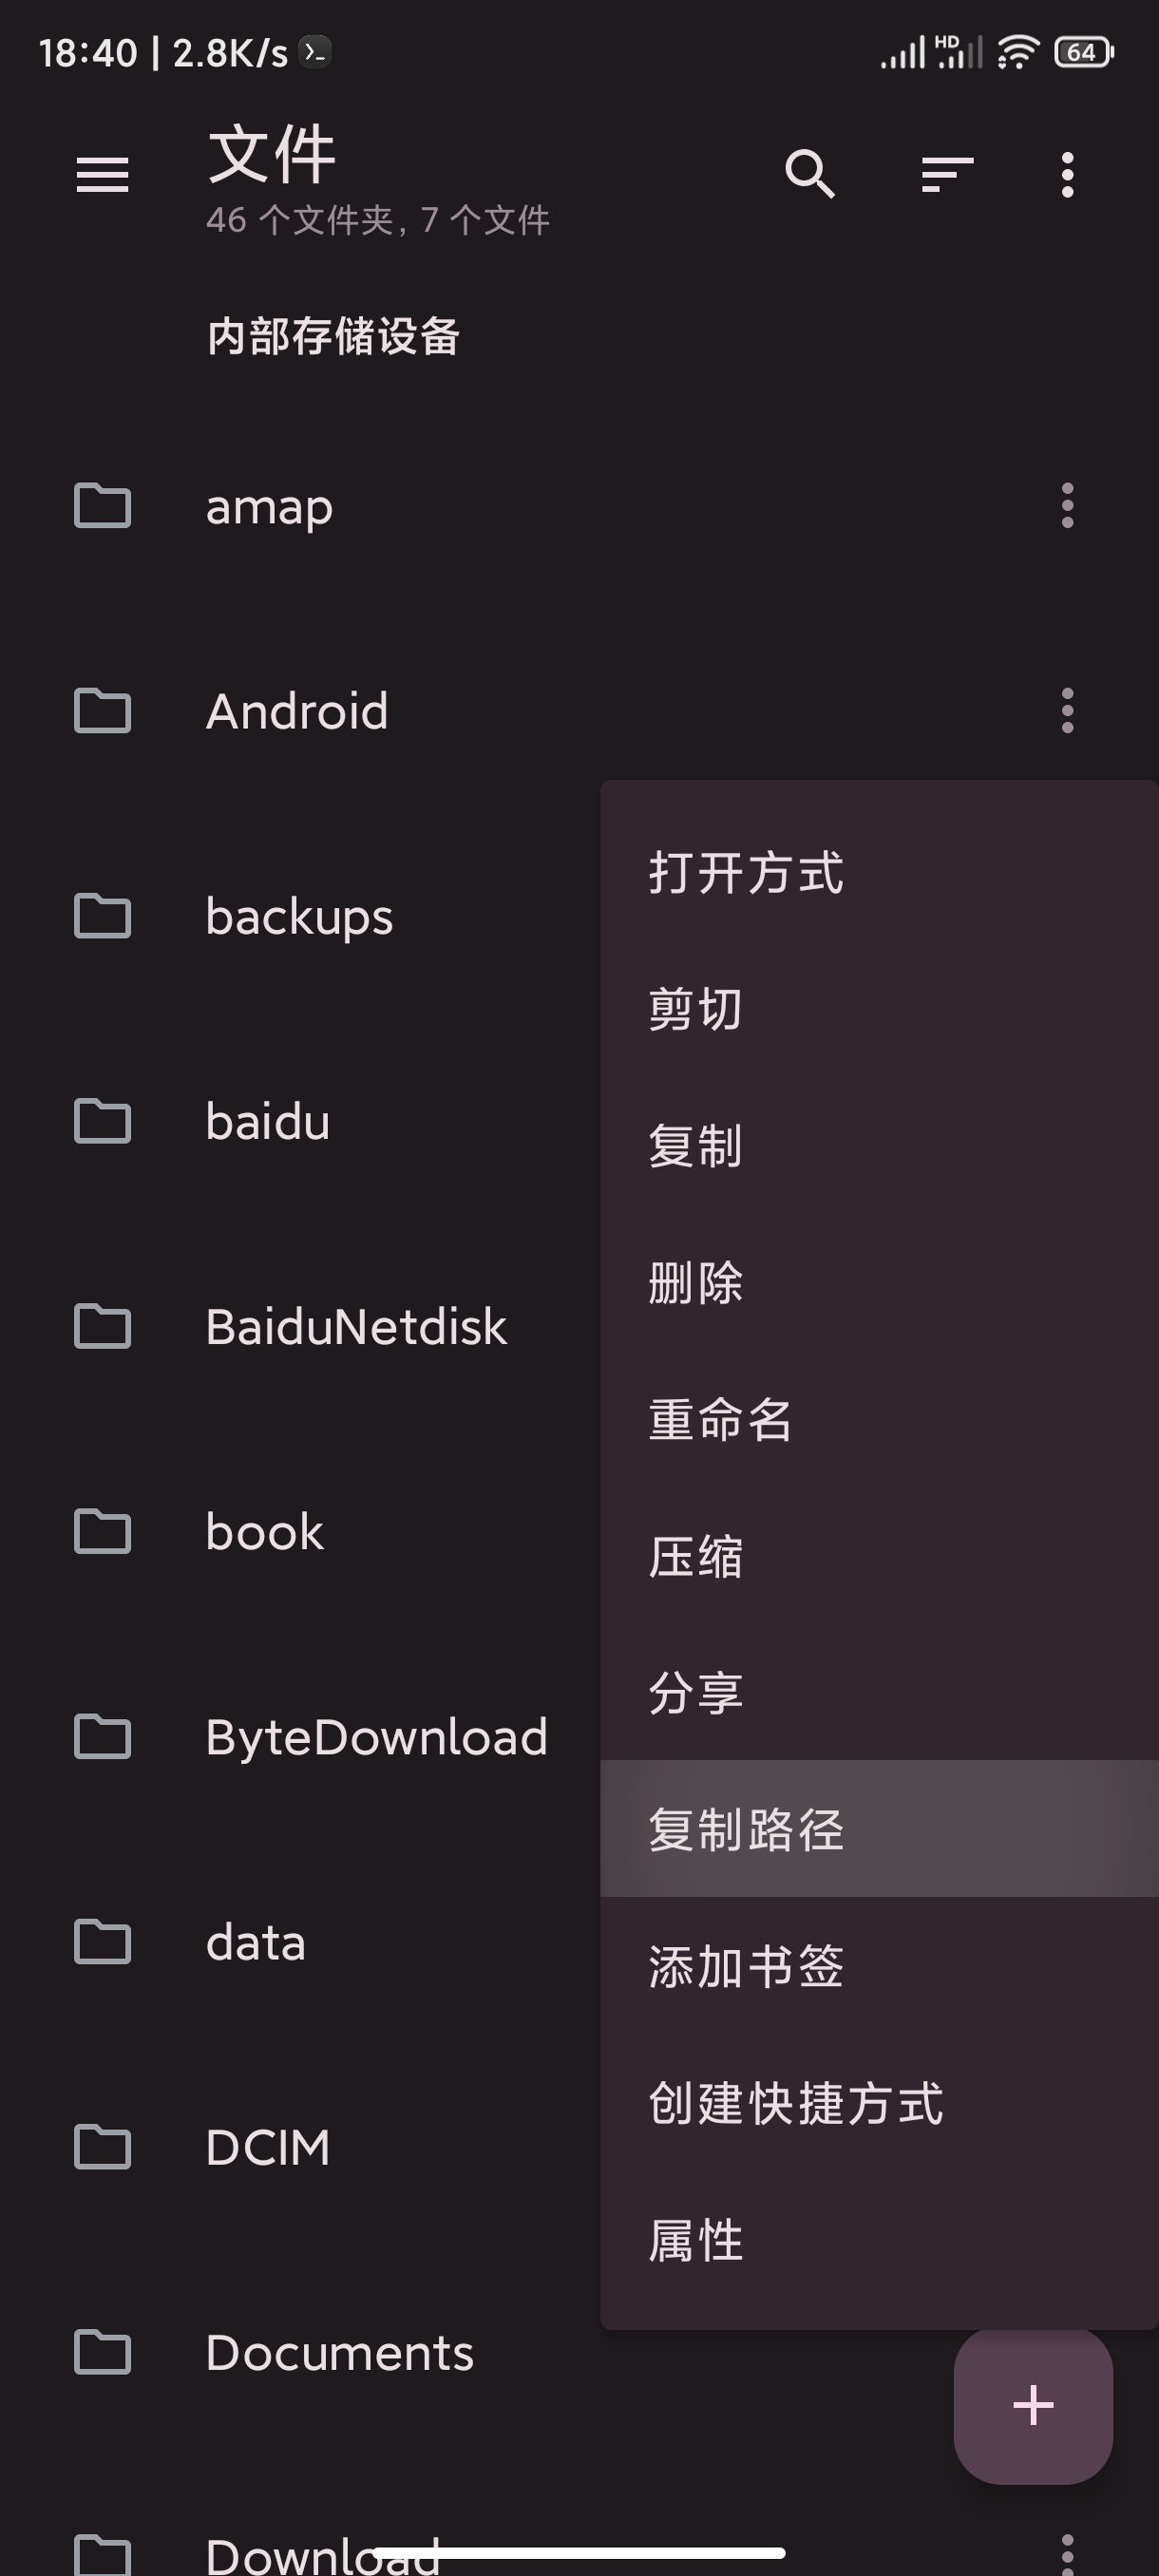 18:40 | 2.8K/s
HD
64
文件
46 个文件夹, 7 个文件
内部存储设备
amap
Android
打开方式
backups
剪切
baidu
复制
删除
BaiduNetdisk
重命名
book
压缩
分享
ByteDownload
复制路径
data
添加书签
创建快捷方式
DCIM
属性
Documents
Download